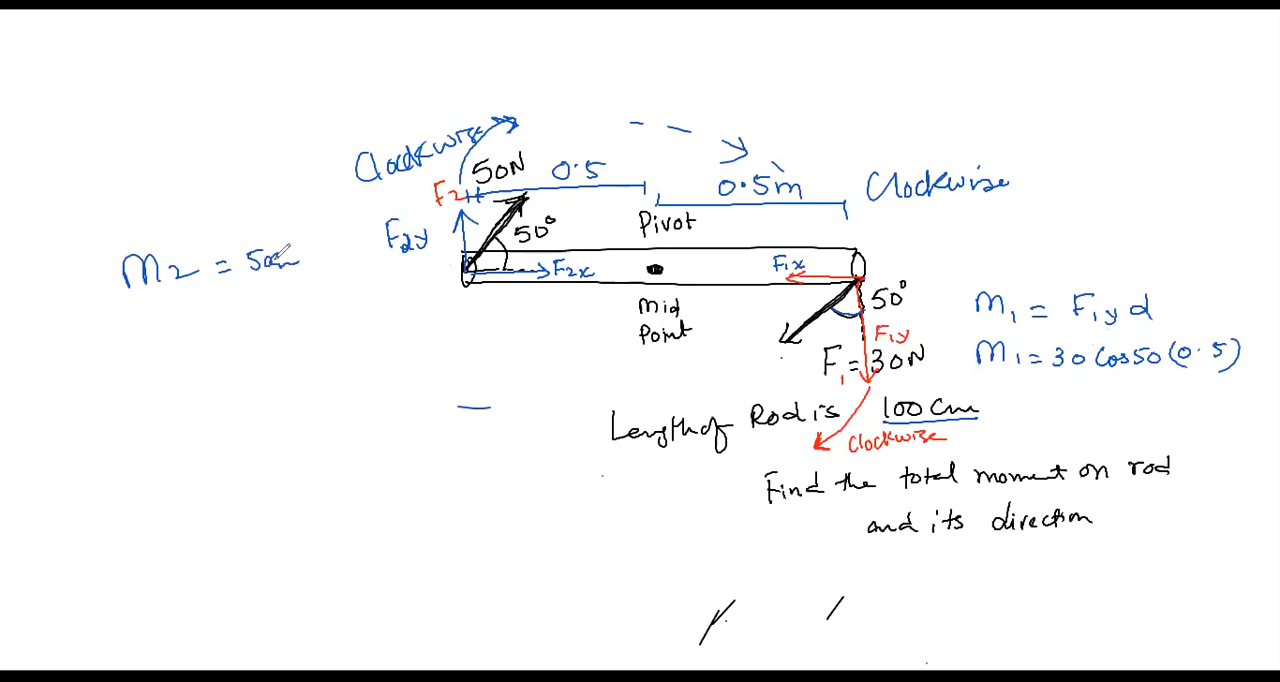 Clockwise
50N
0.5
0.5m
Clockwise
F2
Pivot
F2y
50°
M2 = 50
F2x
F1x
Mid
Point
50°
F1y
F1 = 30N
M1 = F1y d
M1 = 30 Cos50 (0.5)
Length of Rod is 100 cm
Clockwise
Find the total moment on rod
and its direction